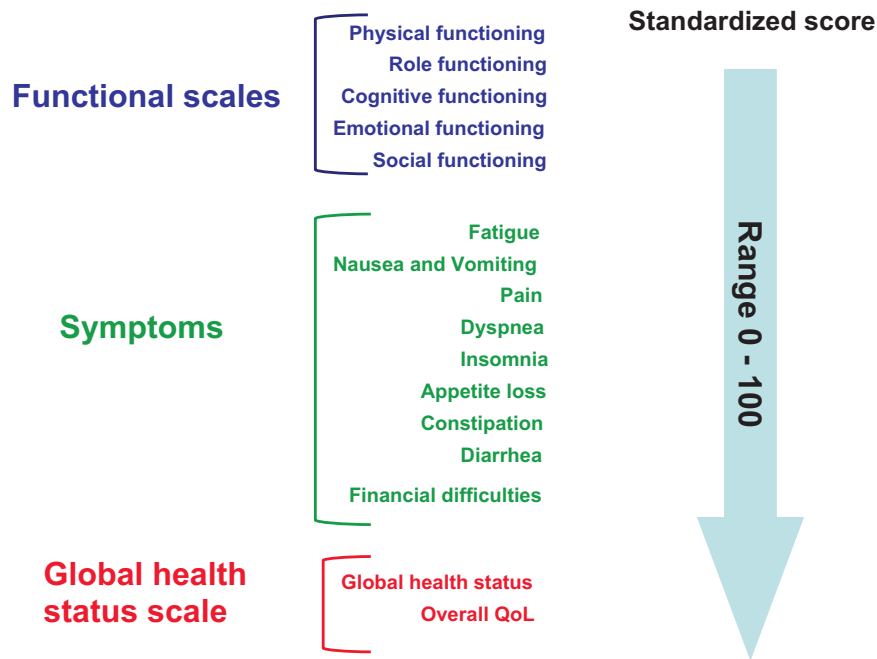 Standardized score
Functional scales
Physical functioning
Role functioning
Cognitive functioning
Emotional functioning
Social functioning
Symptoms
Fatigue
Nausea and Vomiting
Pain
Dyspnea
Insomnia
Appetite loss
Constipation
Diarrhea
Financial difficulties
Global health
status scale
Global health status
Overall QoL
Range 0 - 100